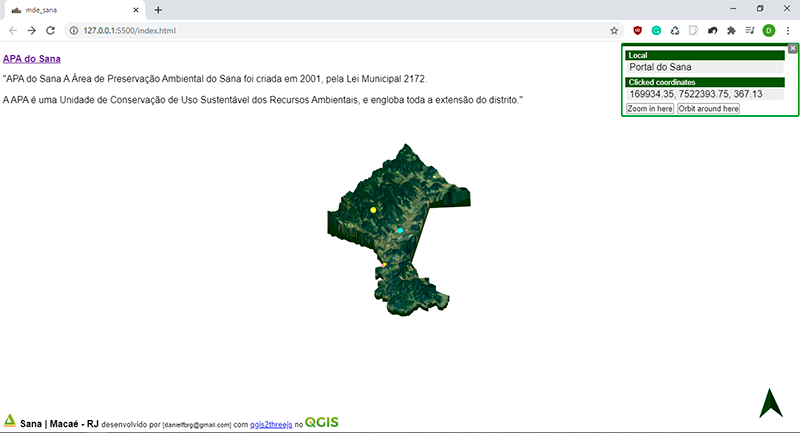 mde_sana
127.0.0.1:5500/index.html
D
APA do Sana
"APA do Sana A Área de Preservação Ambiental do Sana foi criada em 2001, pela Lei Municipal 2172.
A APA é uma Unidade de Conservação de Uso Sustentável dos Recursos Ambientais, e engloba toda a extensão do distrito."
Local
Portal do Sana
Clicked coordinates
169934.35, 7522393.75, 367.13
Zoom in here Orbit around here
Sana | Macaé - RJ desenvolvido por [danielfbrg@gmail.com] com qgis2threejs no QGIS